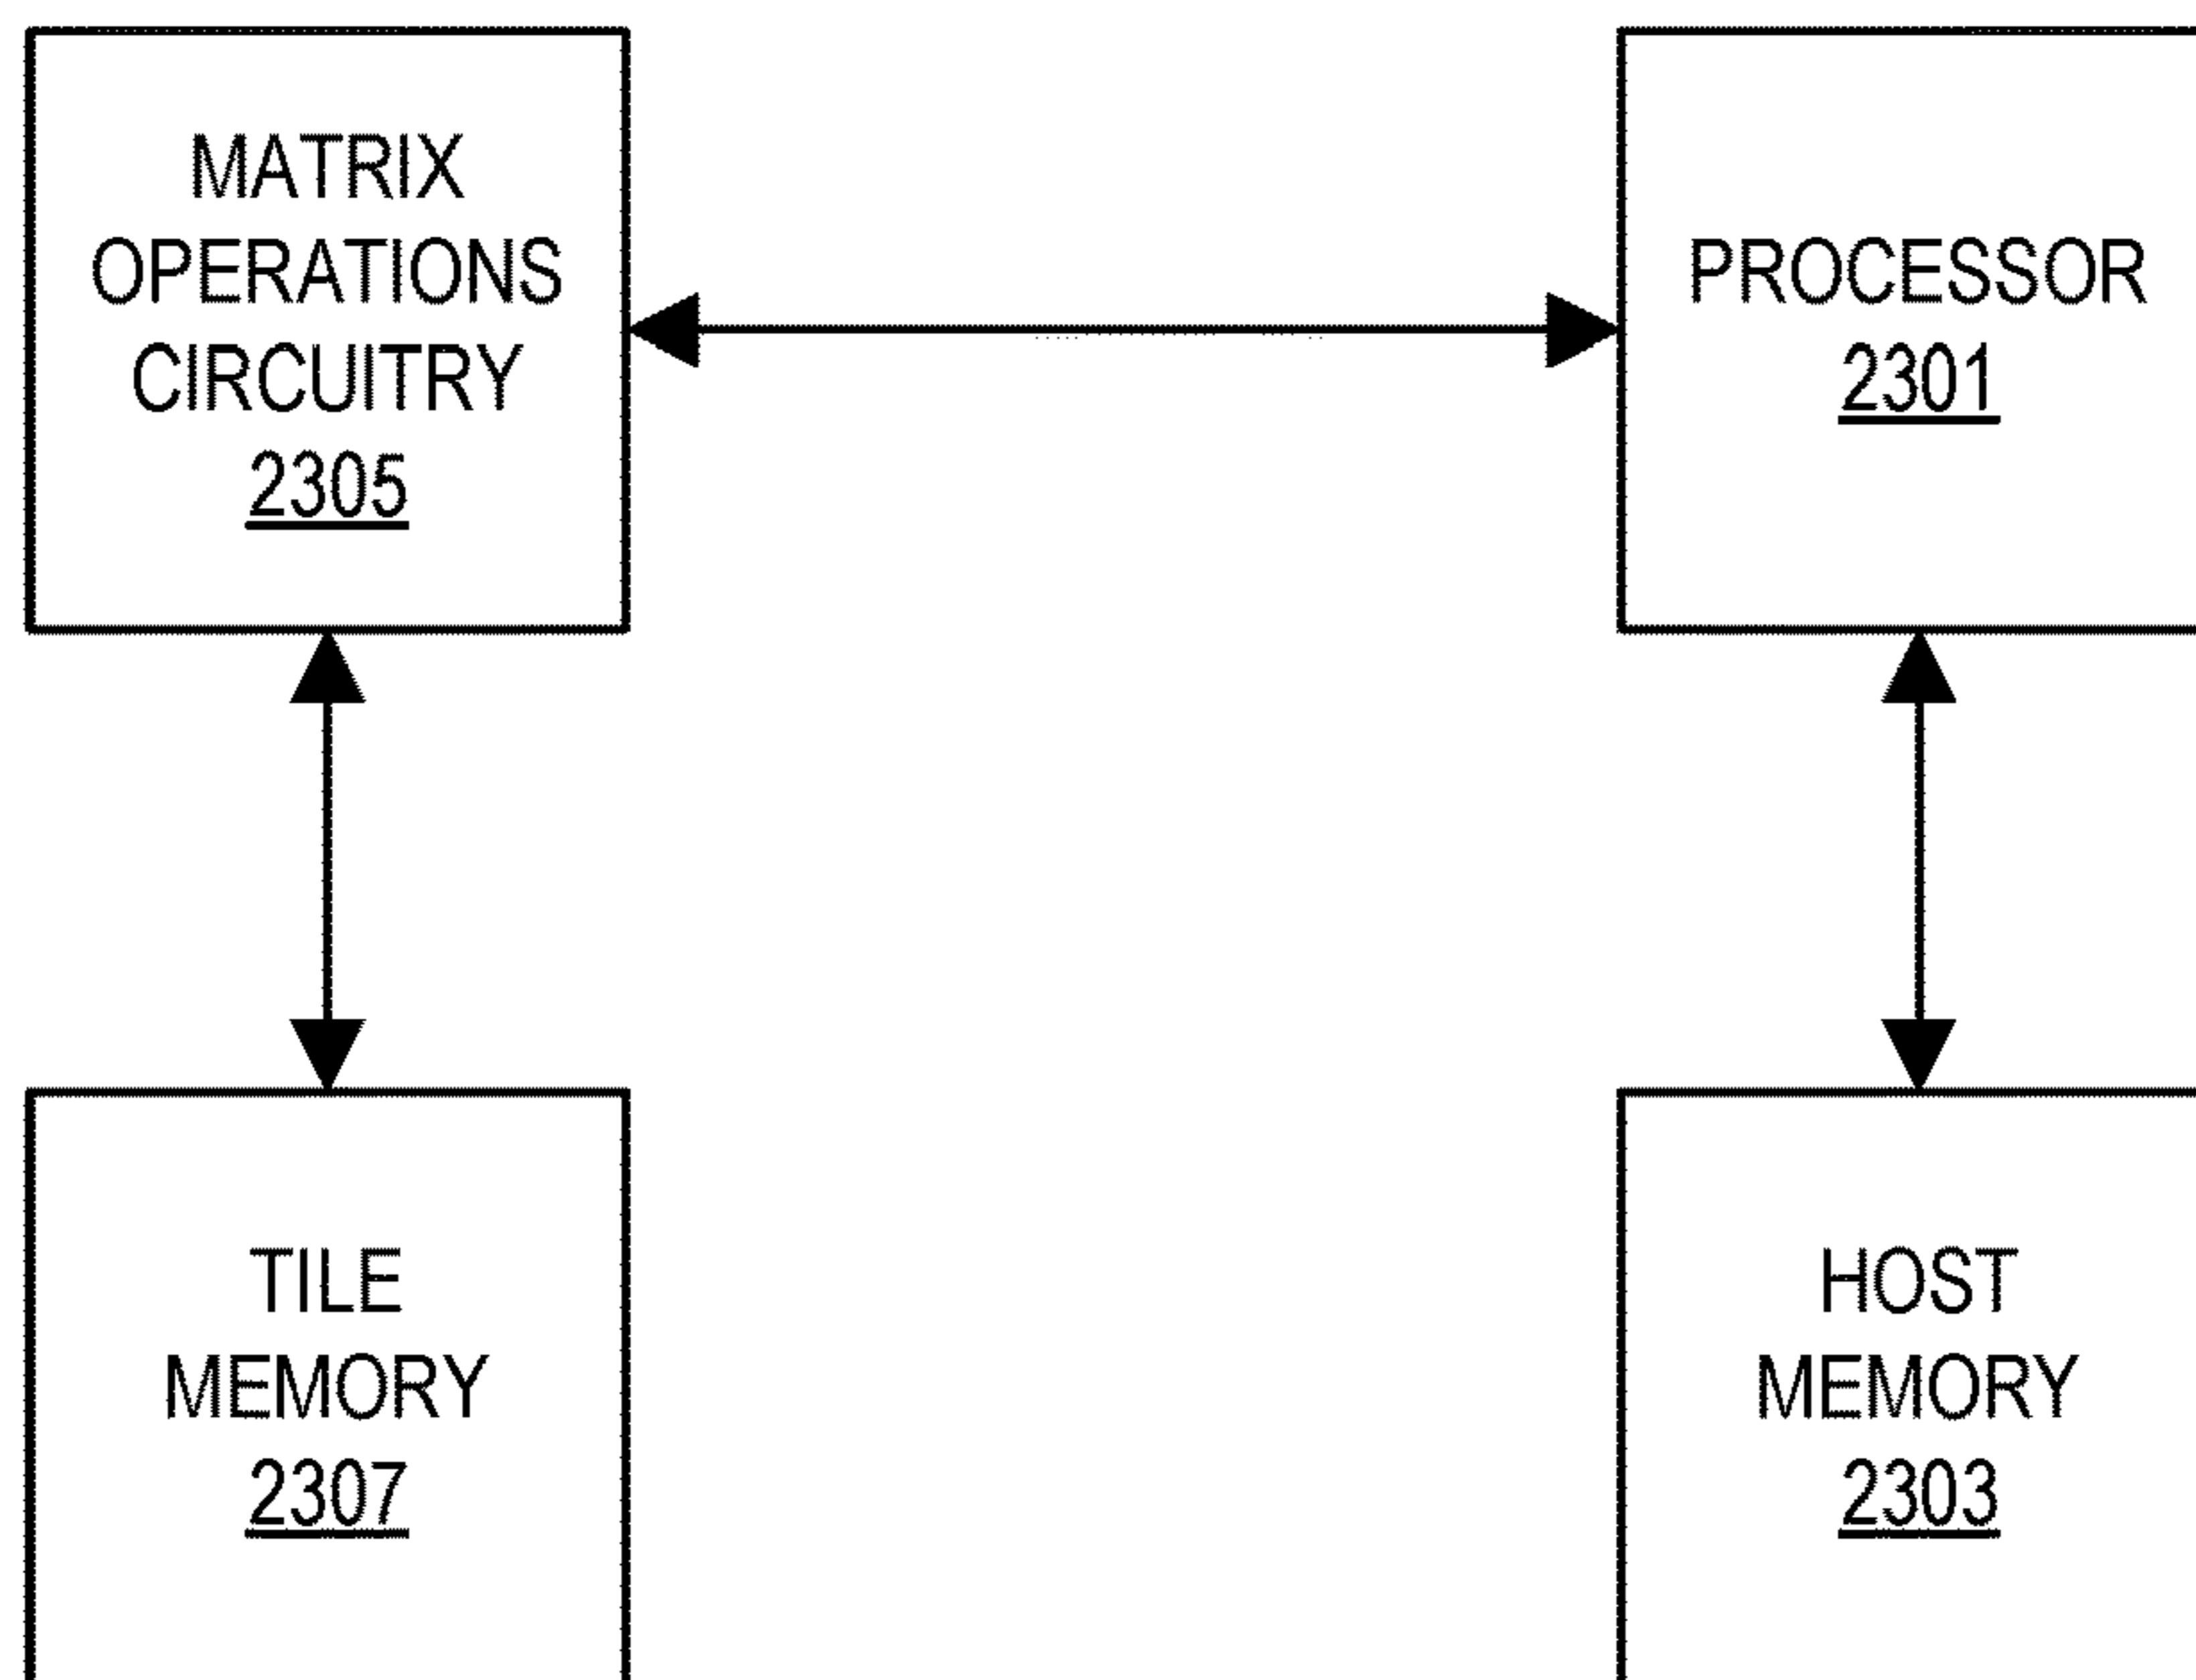 MATRIX
OPERATIONS
CIRCUITRY
2305
PROCESSOR
2301
TILE
MEMORY
2307
HOST
MEMORY
2303